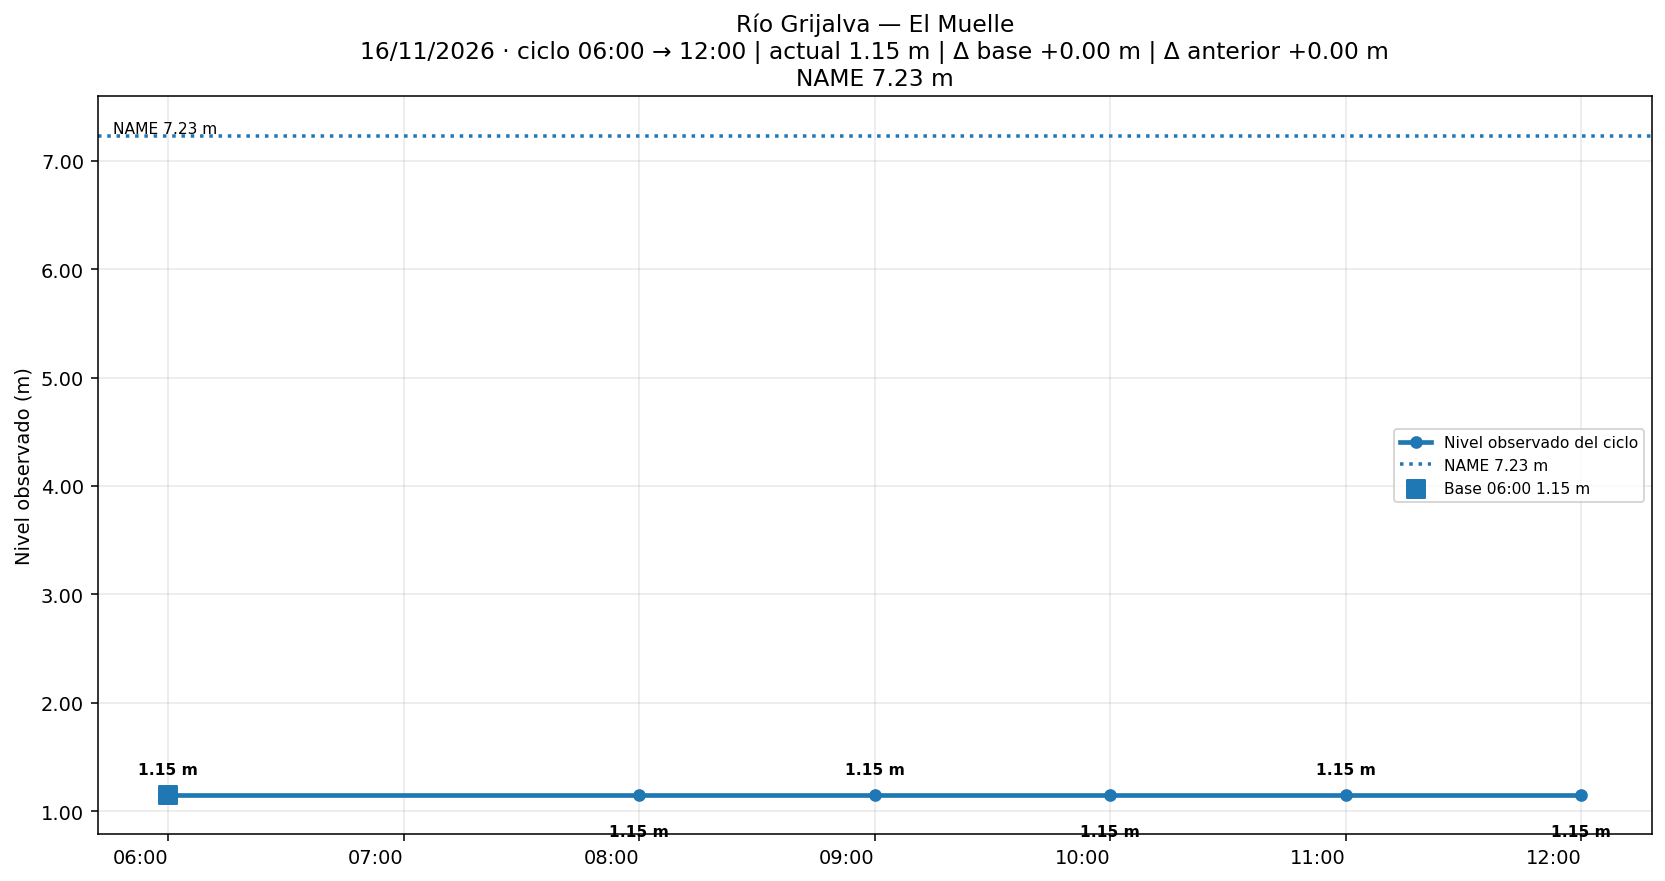 Río Grijalva — El Muelle
16/11/2026 · ciclo 06:00 → 12:00 | actual 1.15 m | Δ base +0.00 m | Δ anterior +0.00 m
NAME 7.23 m
NAME 7.23 m
7.00
6.00
5.00
4.00
3.00
2.00
1.00
Nivel observado (m)
Nivel observado del ciclo
NAME 7.23 m
Base 06:00 1.15 m
1.15 m
1.15 m
1.15 m
1.15 m
1.15 m
1.15 m
06:00
07:00
08:00
09:00
10:00
11:00
12:00